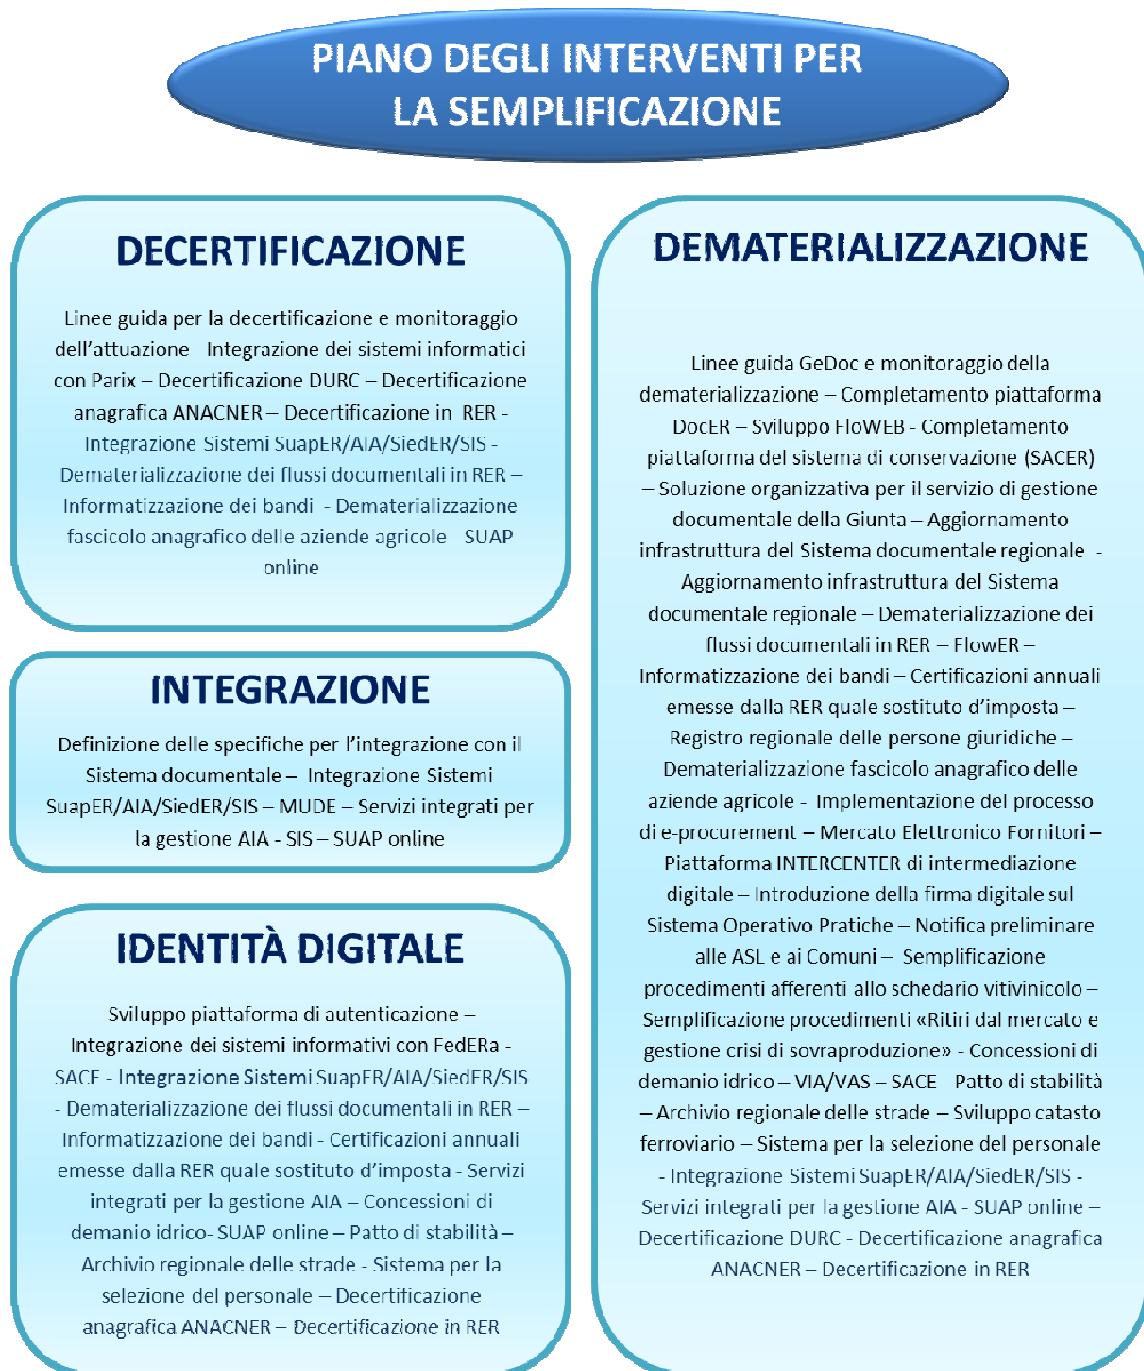 PIANO DEGLI INTERVENTI PER
LA SEMPLIFICAZIONE
DECERTIFICAZIONE
Linee guida per la decertificazione e monitoraggio
dell'attuazione Integrazione dei sistemi informatici
con Parix – Decertificazione DURC – Decertificazione
anagrafica ANACNER – Decertificazione in RER -
Integrazione Sistemi SuapER/AIA/SiedER/SIS -
Dematerializzazione dei flussi documentali in RER –
Informatizzazione dei bandi - Dematerializzazione
fascicolo anagrafico delle aziende agricole SUAP
online
INTEGRAZIONE
Definizione delle specifiche per l'integrazione con il
Sistema documentale – Integrazione Sistemi
SuapER/AIA/SiedER/SIS – MUDE – Servizi integrati per
la gestione AIA - SIS – SUAP online
IDENTITÀ DIGITALE
Sviluppo piattaforma di autenticazione –
Integrazione dei sistemi informativi con FedERa -
SACE - Integrazione Sistemi SuapER/AIA/SiedER/SIS
- Dematerializzazione dei flussi documentali in RER –
Informatizzazione dei bandi - Certificazioni annuali
emesse dalla RER quale sostituto d'imposta - Servizi
integrati per la gestione AIA – Concessioni di
demanio idrico- SUAP online – Patto di stabilità –
Archivio regionale delle strade - Sistema per la
selezione del personale – Decertificazione
anagrafica ANACNER – Decertificazione in RER
DEMATERIALIZZAZIONE
Linee guida GeDoc e monitoraggio della
dematerializzazione – Completamento piattaforma
DocER – Sviluppo FloWEB - Completamento
piattaforma del sistema di conservazione (SACER)
– Soluzione organizzativa per il servizio di gestione
documentale della Giunta – Aggiornamento
infrastruttura del Sistema documentale regionale -
Aggiornamento infrastruttura del Sistema
documentale regionale – Dematerializzazione dei
flussi documentali in RER – FlowER –
Informatizzazione dei bandi – Certificazioni annuali
emesse dalla RER quale sostituto d'imposta –
Registro regionale delle persone giuridiche –
Dematerializzazione fascicolo anagrafico delle
aziende agricole - Implementazione del processo
di e-procurement – Mercato Elettronico Fornitori –
Piattaforma INTERCENTER di intermediazione
digitale – Introduzione della firma digitale sul
Sistema Operativo Pratiche – Notifica preliminare
alle ASL e ai Comuni – Semplificazione
procedimenti afferenti allo schedario vitivinicolo –
Semplificazione procedimenti «Ritiri dal mercato e
gestione crisi di sovraproduzione» - Concessioni di
demanio idrico – VIA/VAS – SACE Patto di stabilità
– Archivio regionale delle strade – Sviluppo catasto
ferroviario – Sistema per la selezione del personale
- Integrazione Sistemi SuapER/AIA/SiedER/SIS -
Servizi integrati per la gestione AIA - SUAP online –
Decertificazione DURC - Decertificazione anagrafica
ANACNER – Decertificazione in RER